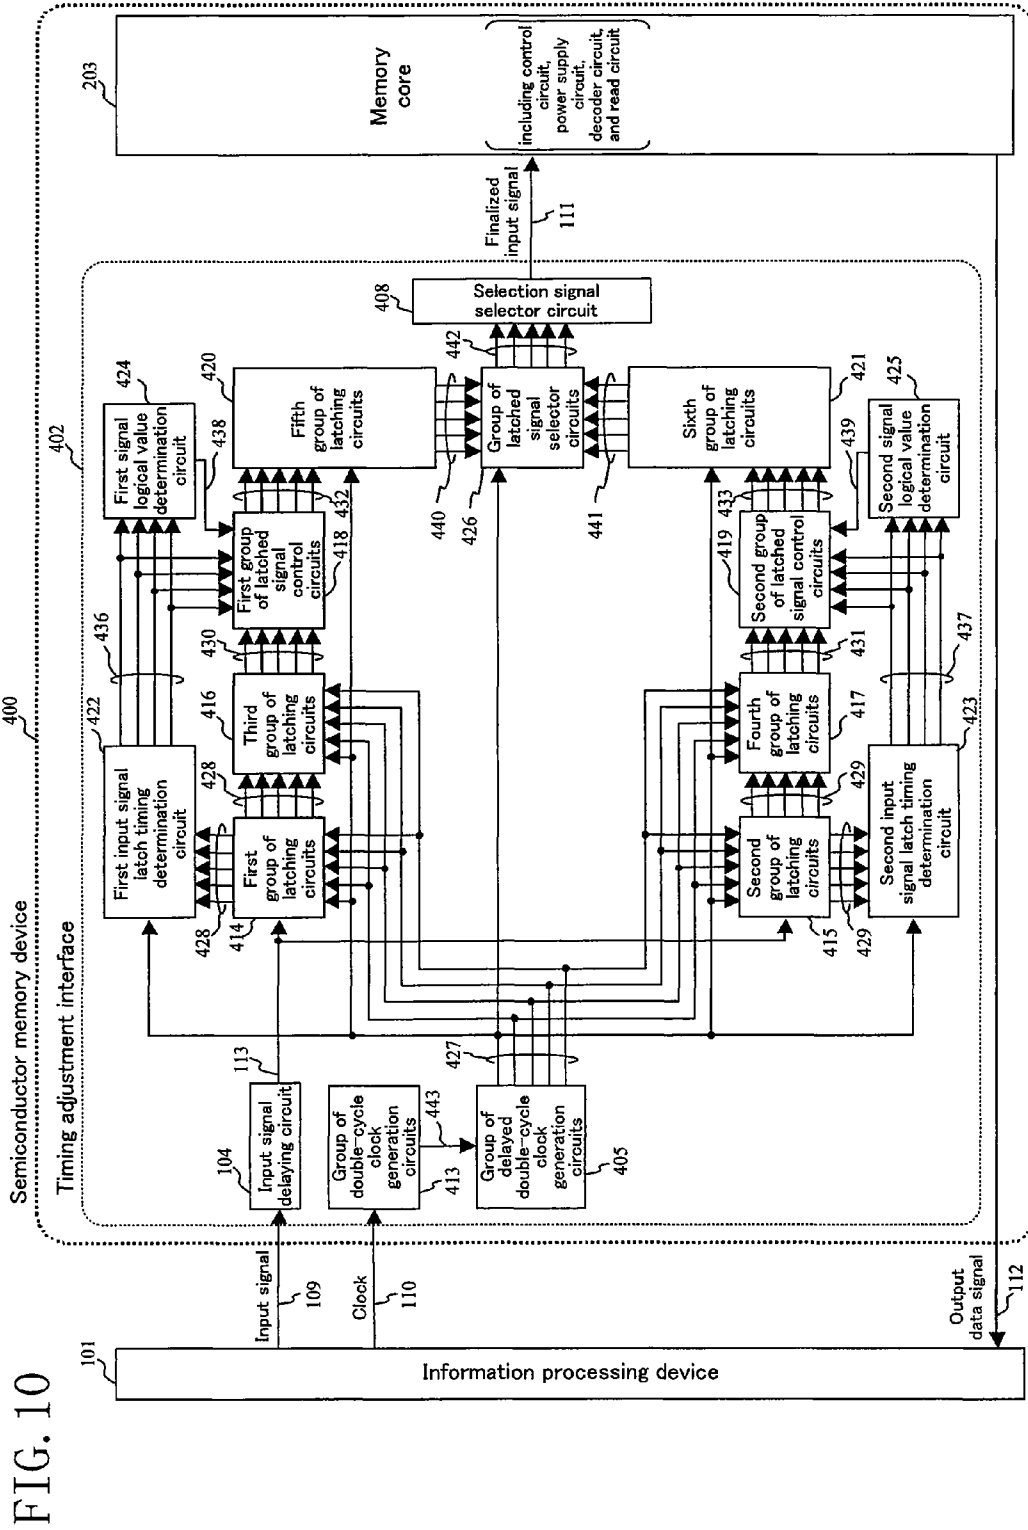 FIG. 10
Semiconductor memory device
400
Timing adjustment interface
402
101
Information processing device
Input signal
109
Clock
110
Output
data signal
112
104
Input signal
delaying circuit
113
Group of
double-cycle
clock
generation
circuits
413
443
Group of
delayed
double-cycle
clock
generation
circuits
405
427
422
First input signal
latch timing
determination
circuit
428
First
group of
latching
circuits
414
428
416
Third
group of
latching
circuits
430
436
First group
of latched
signal
control
circuits
418
432
424
First signal
logical value
determination
circuit
438
420
Fifth
group of
latching
circuits
440
Group of
latched
signal
selector
circuits
426
442
441
408
Selection signal
selector circuit
Finalized
input signal
111
Second
group of
latching
circuits
415
429
429
Second input
signal latch timing
determination
circuit
423
Fourth
group of
latching
circuits
417
431
437
Second group
of latched
signal control
circuits
419
433
439
Second signal
logical value
determination
circuit
425
Sixth
group of
latching
circuits
421
203
Memory
core
including control
circuit,
power supply
circuit,
decoder circuit,
and read circuit